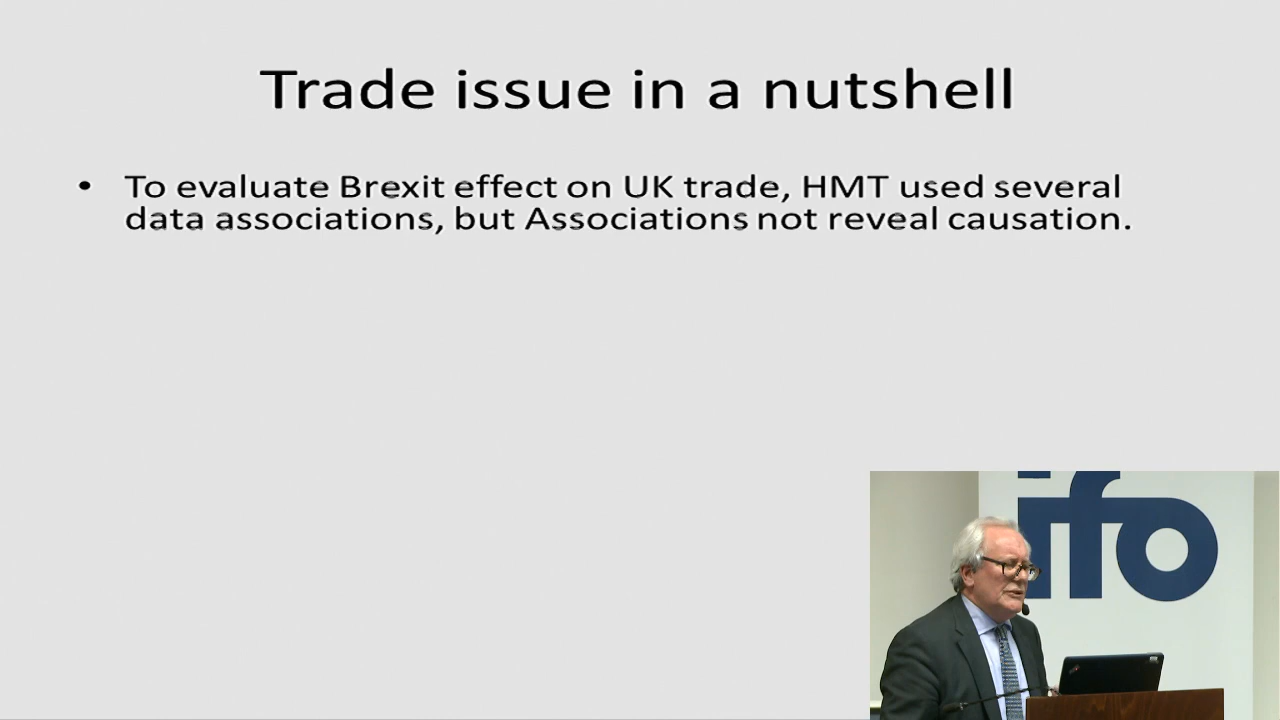 Trade issue in a nutshell
• To evaluate Brexit effect on UK trade, HMT used several
data associations, but Associations not reveal causation.
ifo